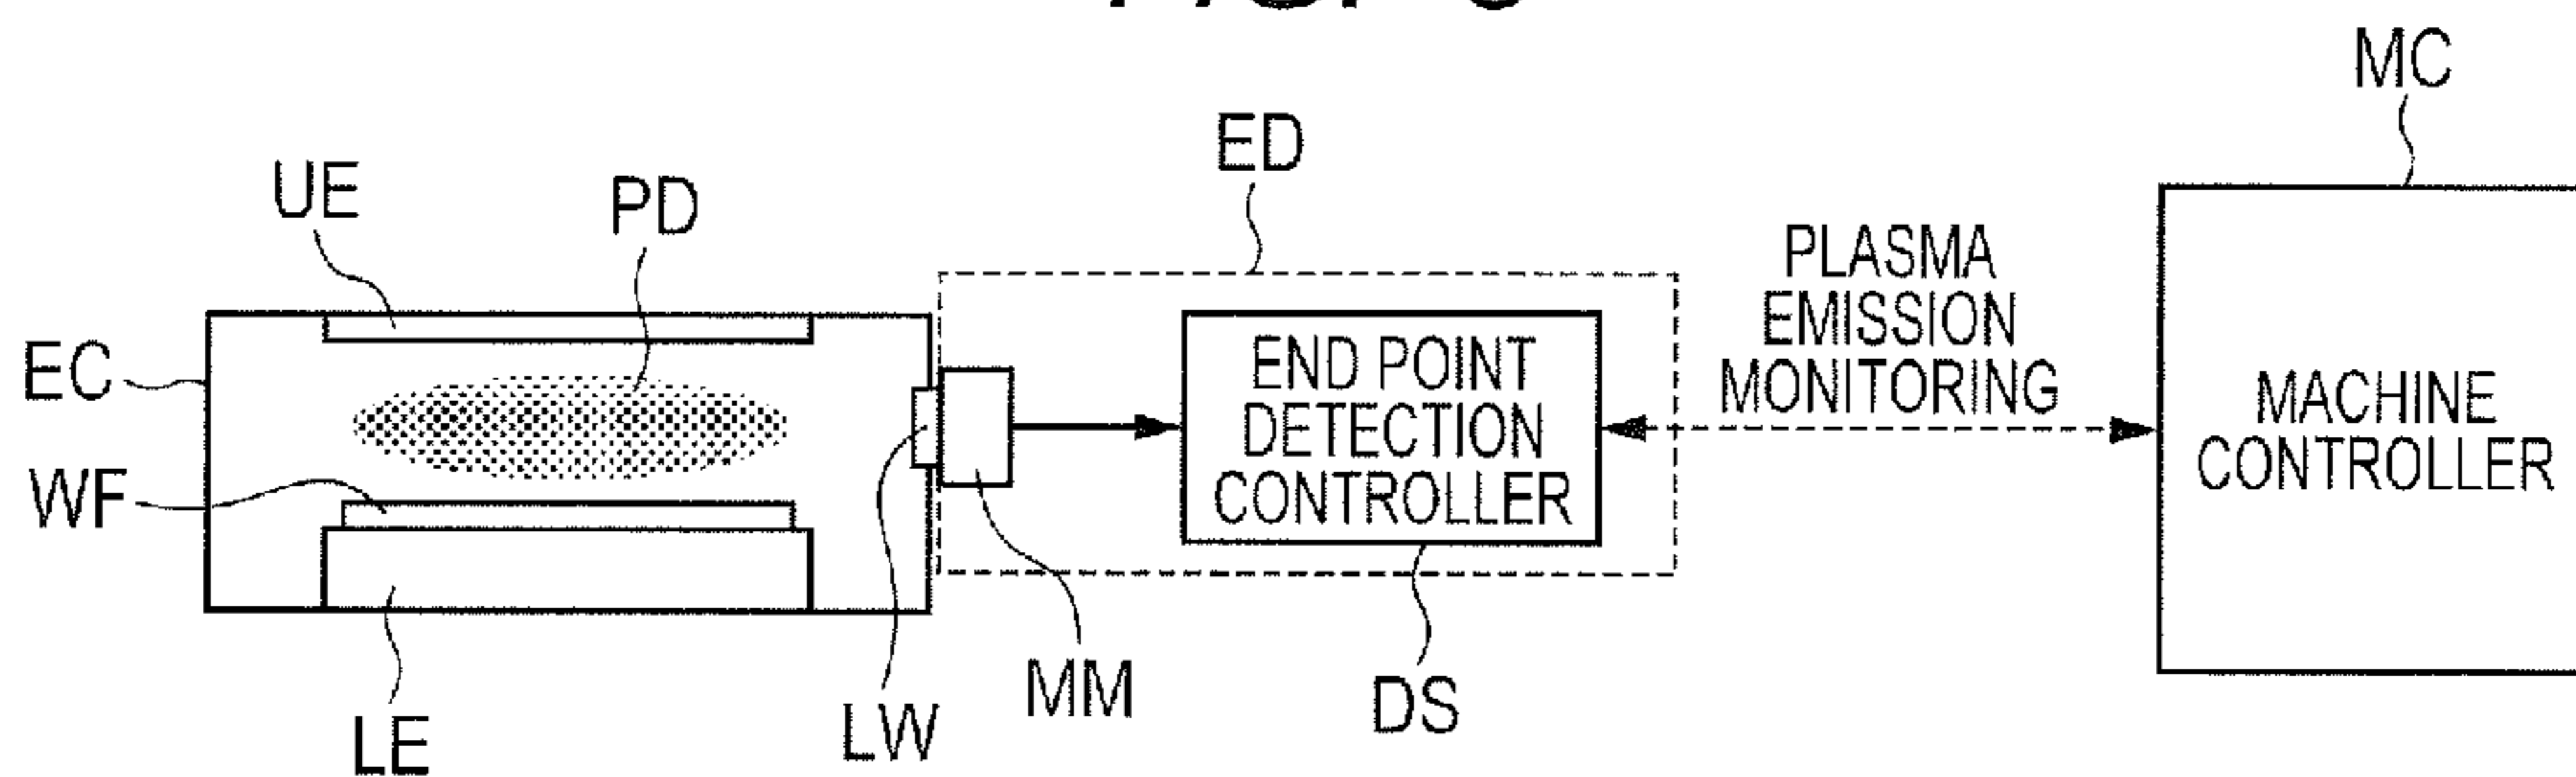 MC
ED
UE
PD
PLASMA
EMISSION
MONITORING
EC
END POINT
DETECTION
CONTROLLER
MACHINE
CONTROLLER
WF
MM
DS
LW
LE